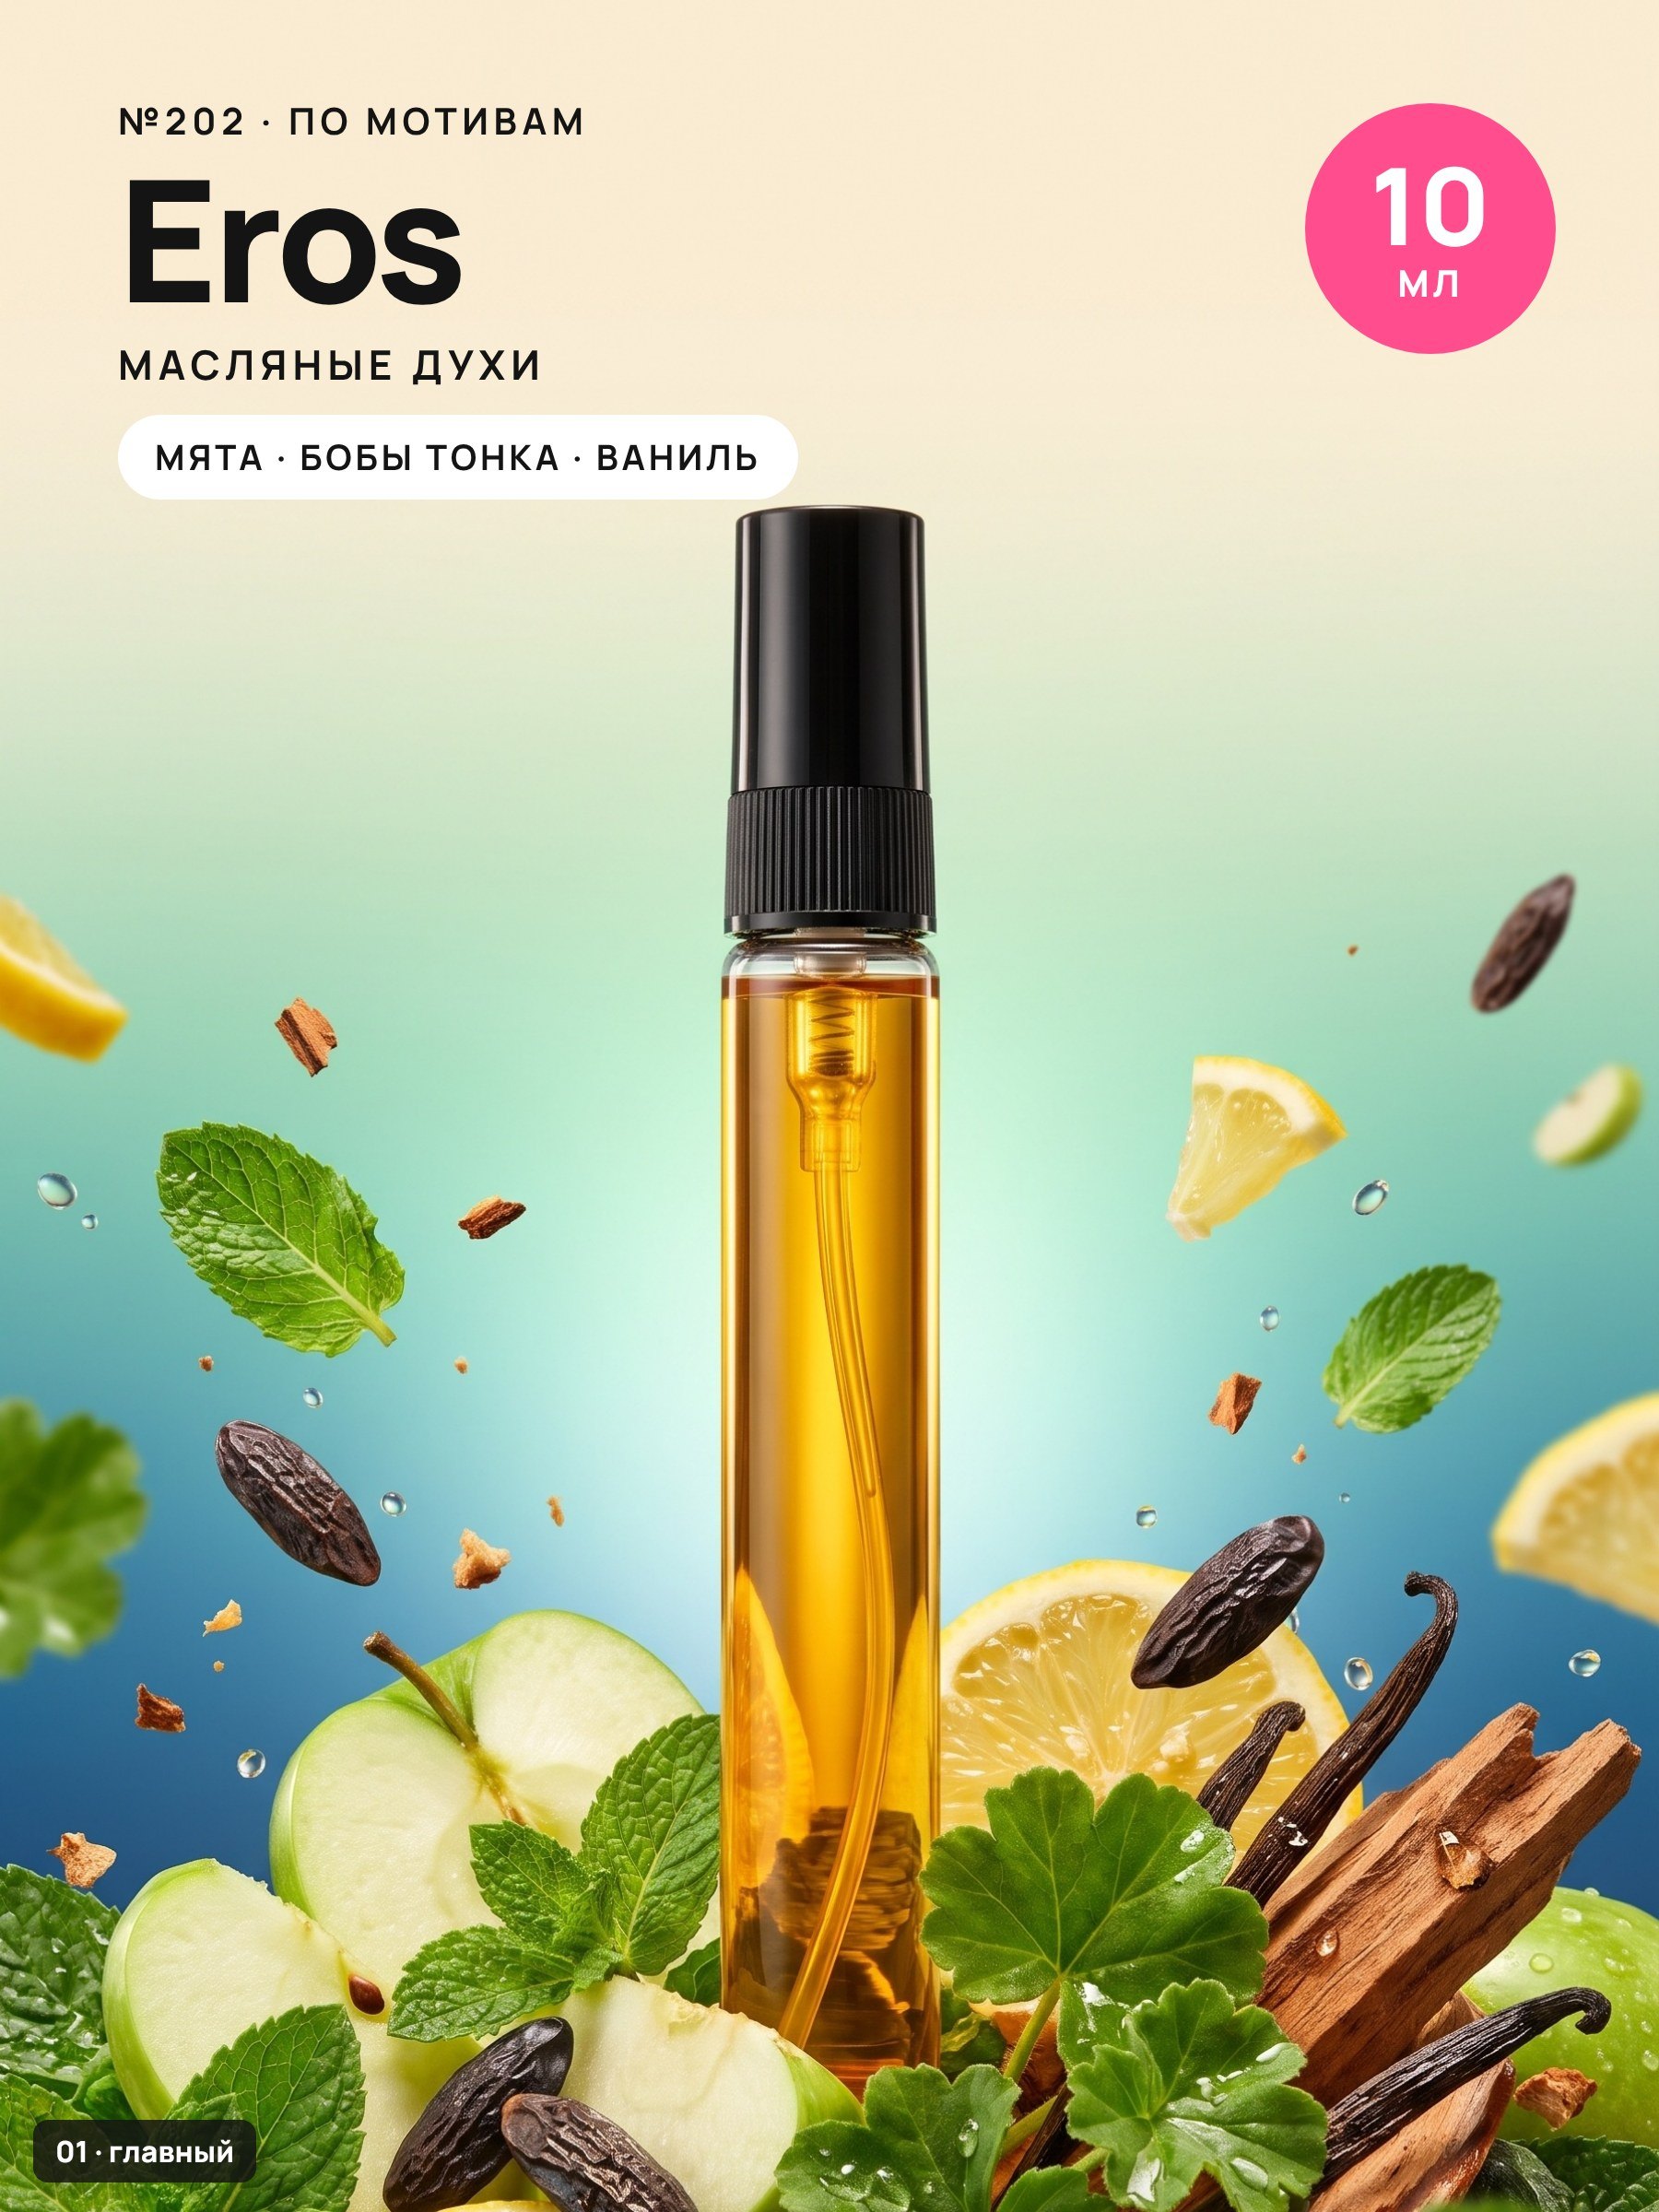 №202 · ПО МОТИВАМ
Eros
МАСЛЯНЫЕ ДУХИ
МЯТА · БОБЫ ТОНКА · ВАНИЛЬ
10
МЛ
01 · главный